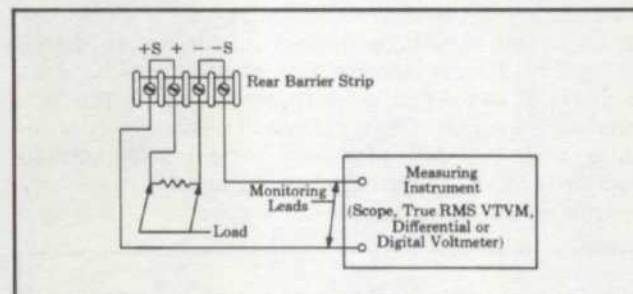 +S + - -S
Rear Barrier Strip
Monitoring
Leads
Load
Measuring
Instrument
(Scope, True RMS VTVM,
Differential or
Digital Voltmeter)